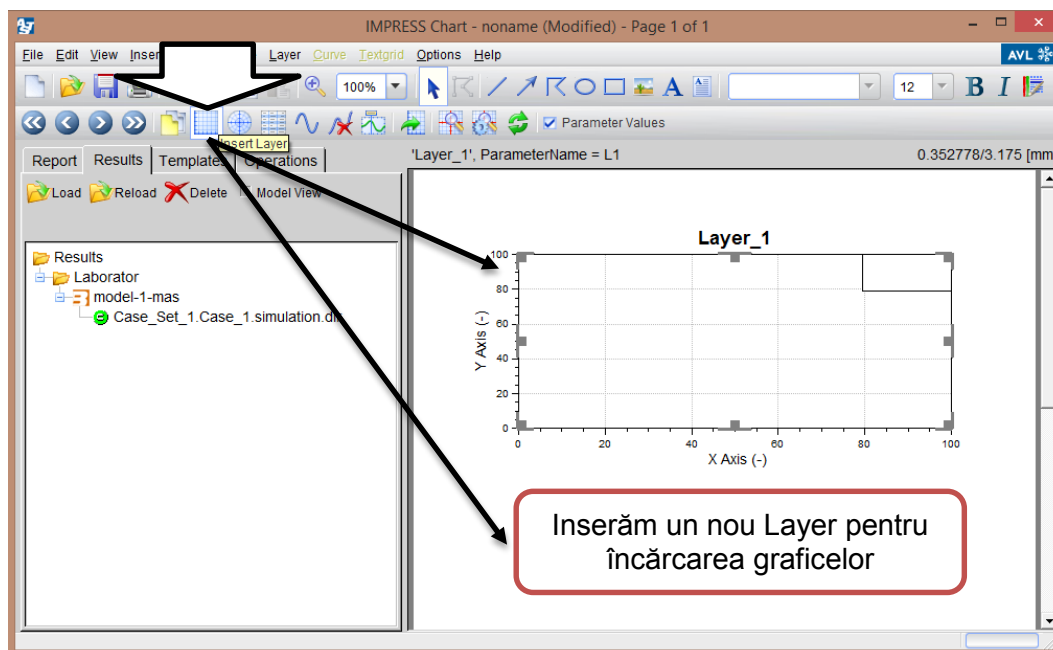 IMPRESS Chart - noname (Modified) - Page 1 of 1
File Edit View Layer Curve Textgrid Options Help
AVL
100% 12 B I
A
Parameter Values
Insert Layer
Report Results Templates Operations
'Layer_1', ParameterName = L1 0.352778/3.175 [mm
Load Reload Delete Model View
Results
Laborator
model-1-mas
Case_Set_1.Case_1.simulation.dir
Layer_1
100
80
60
40
20
0
Y Axis (-)
0 20 40 60 80 100
X Axis (-)
Inserăm un nou Layer pentru
încărcarea graficelor